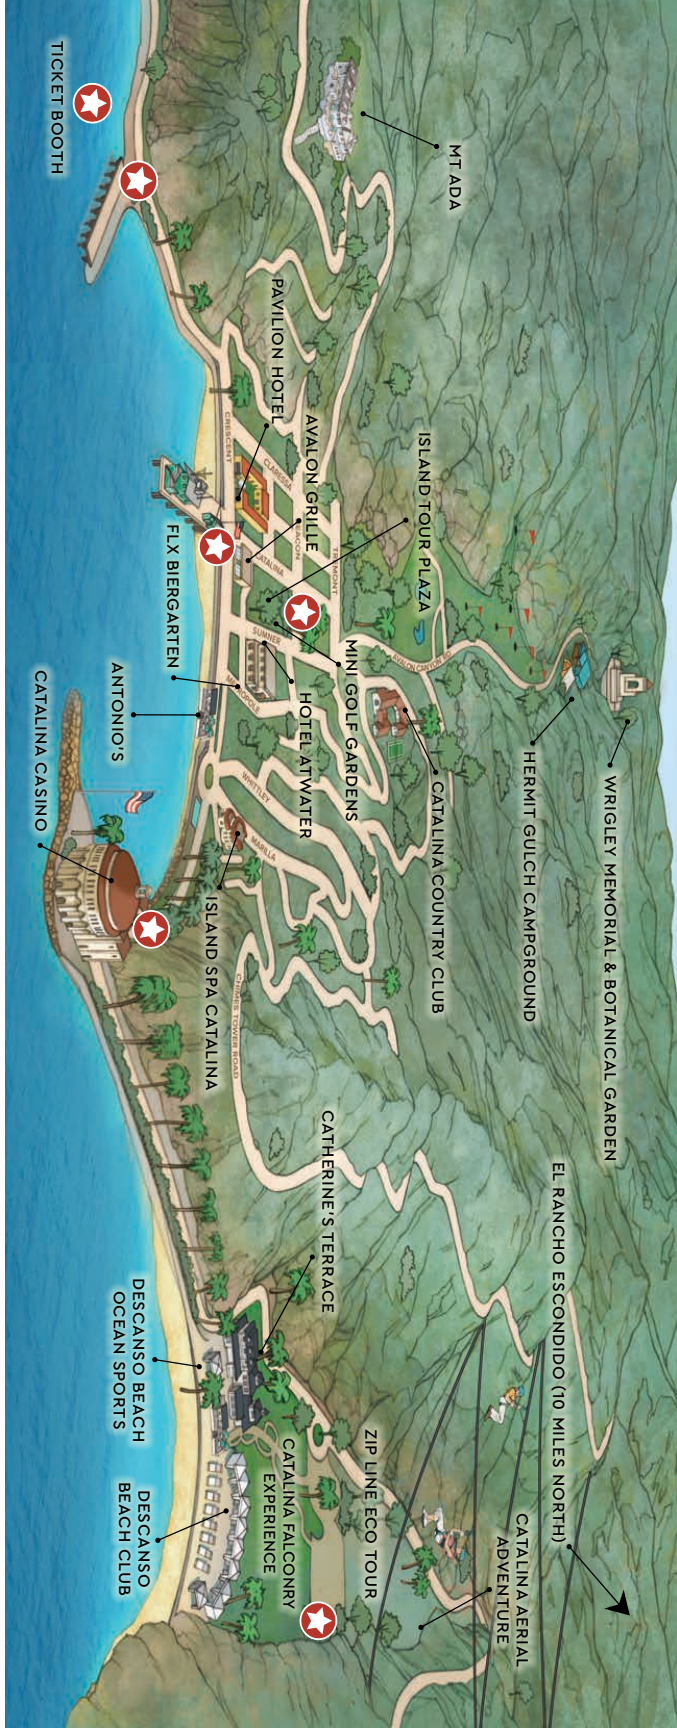 TICKET BOOTH
MT ADA
PAVILION HOTEL
AVALON GRILLE
ISLAND TOUR PLAZA
CRESCENT
CLARISSA
BEACON
CATALINA
TREMONT
SUMNER
METROPOLE
AVALON CANYON RD
WHITTLEY
MARILLA
FLX BIERGARTEN
ANTONIO'S
CATALINA CASINO
MINI GOLF GARDENS
HOTEL ATWATER
CATALINA COUNTRY CLUB
HERMIT GULCH CAMPGROUND
WRIGLEY MEMORIAL & BOTANICAL GARDEN
ISLAND SPA CATALINA
CHIMES TOWER ROAD
CATHERINE'S TERRACE
EL RANCHO ESCONDIDO (10 MILES NORTH)
DESCANSO BEACH
OCEAN SPORTS
DESCANSO
BEACH CLUB
CATALINA FALCONRY
EXPERIENCE
ZIP LINE ECO TOUR
CATALINA AERIAL
ADVENTURE